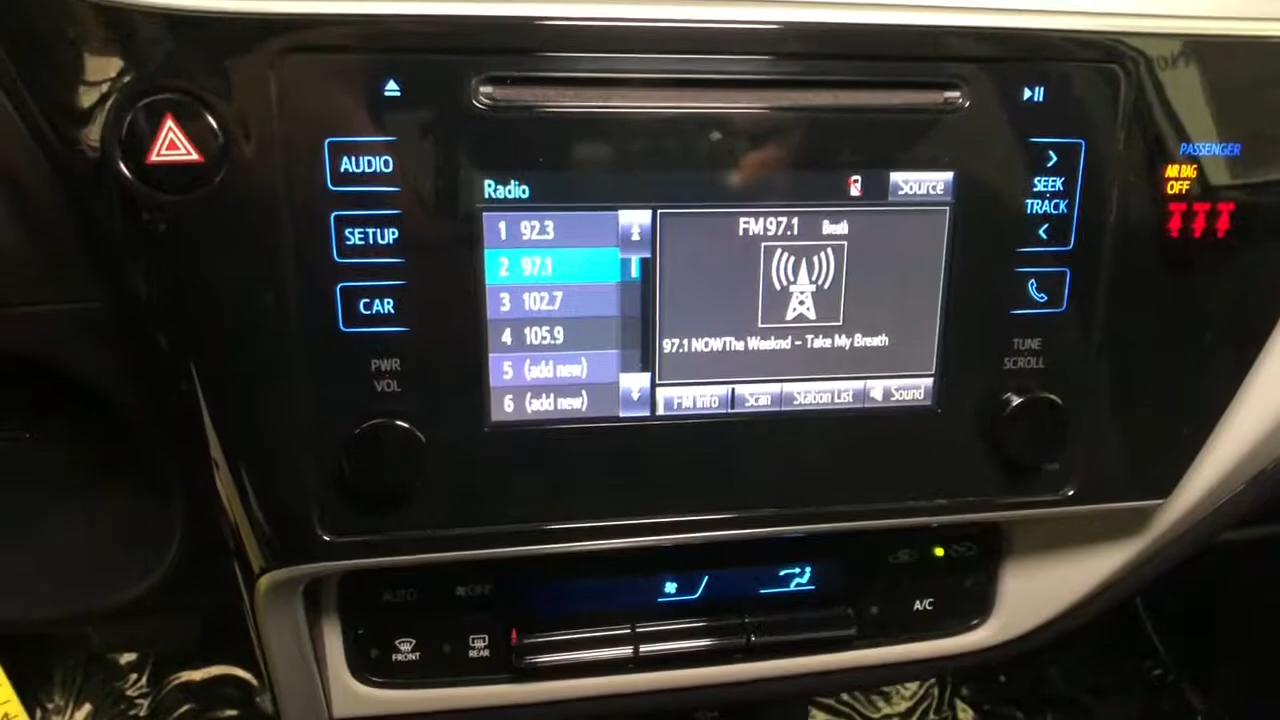 AUDIO
SETUP
CAR
PWR
VOL
Radio
Source
1 92.3
2 97.1
3 102.7
4 105.9
5 (add new)
6 (add new)
FM 97.1 Breath
97.1 NOWThe Weeknd - Take My Breath
FM Info
Scan
Station List
Sound
SEEK
TRACK
TUNE
SCROLL
PASSENGER
AIR BAG
OFF
AUTO
OFF
FRONT
REAR
A/C